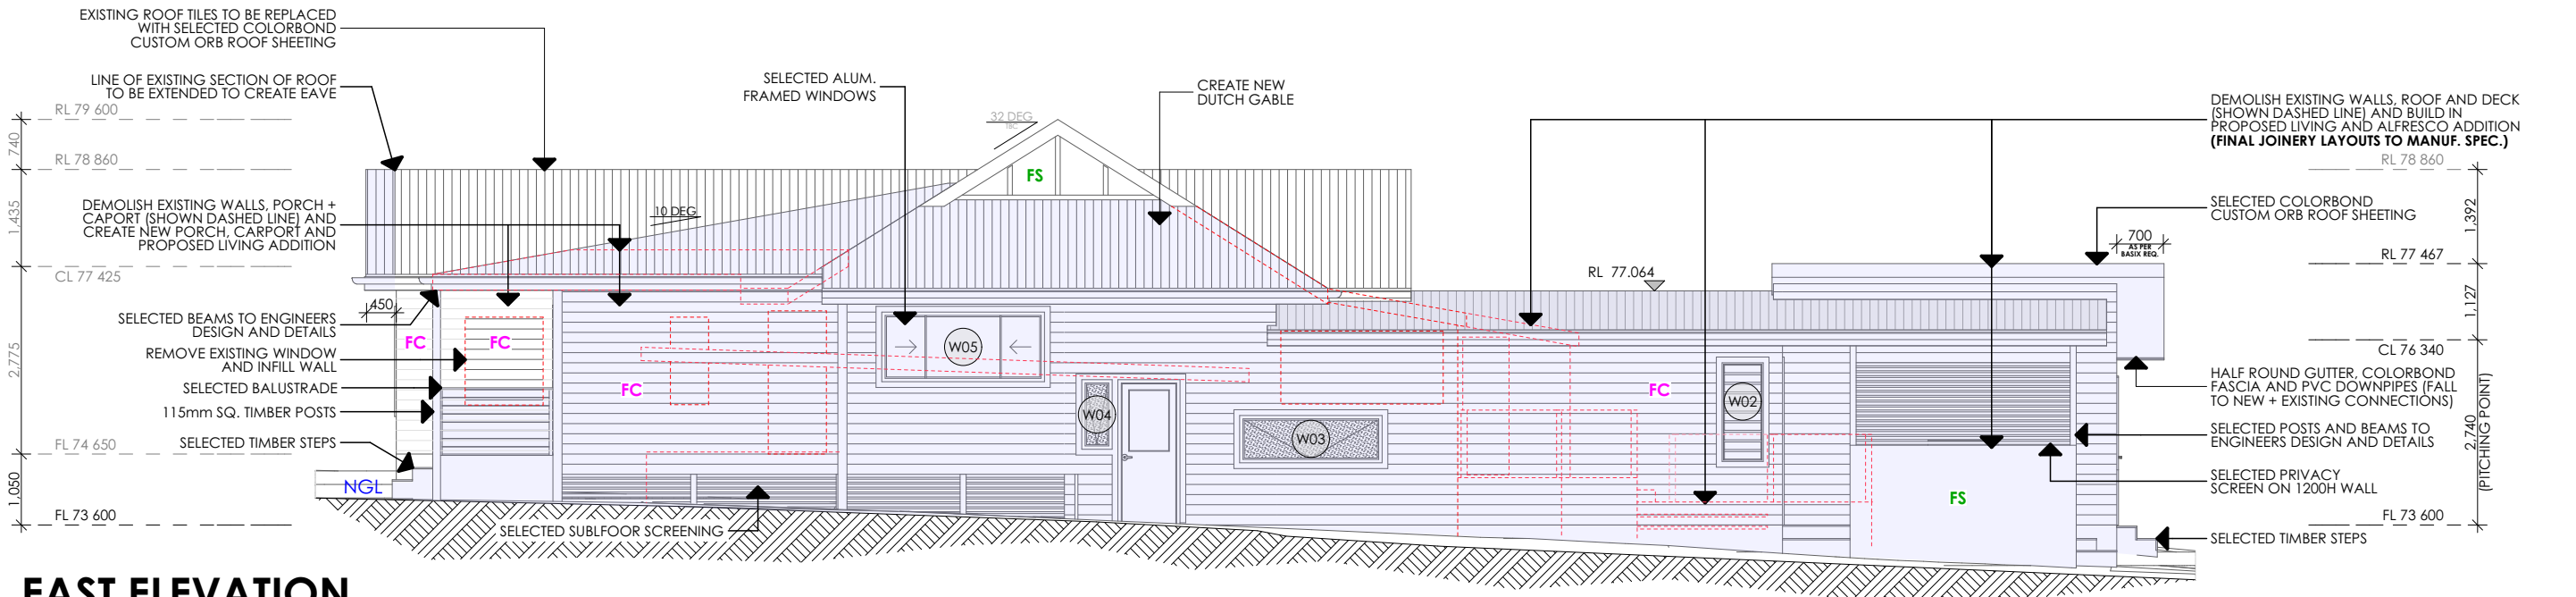 EXISTING ROOF TILES TO BE REPLACED
WITH SELECTED COLORBOND
CUSTOM ORB ROOF SHEETING
LINE OF EXISTING SECTION OF ROOF
TO BE EXTENDED TO CREATE EAVE
RL 79 600
740
RL 78 860
DEMOLISH EXISTING WALLS, PORCH +
CAPORT (SHOWN DASHED LINE) AND
CREATE NEW PORCH, CARPORT AND
PROPOSED LIVING ADDITION
1,435
CL 77 425
450
SELECTED BEAMS TO ENGINEERS
DESIGN AND DETAILS
REMOVE EXISTING WINDOW
AND INFILL WALL
2,775
SELECTED BALUSTRADE
115mm SQ. TIMBER POSTS
SELECTED TIMBER STEPS
FL 74 650
1,050
NGL
FL 73 600
EAST ELEVATION
SELECTED ALUM.
FRAMED WINDOWS
32 DEG
TBC
CREATE NEW
DUTCH GABLE
FS
10 DEG
FC
FC
FC
W05
W04
W03
W02
FC
FS
SELECTED SUBLFOOR SCREENING
RL 77.064
DEMOLISH EXISTING WALLS, ROOF AND DECK
(SHOWN DASHED LINE) AND BUILD IN
PROPOSED LIVING AND ALFRESCO ADDITION
(FINAL JOINERY LAYOUTS TO MANUF. SPEC.)
RL 78 860
1,392
SELECTED COLORBOND
CUSTOM ORB ROOF SHEETING
700
AS PER
BASIX REQ.
RL 77 467
1,127
CL 76 340
HALF ROUND GUTTER, COLORBOND
FASCIA AND PVC DOWNPIPES (FALL
TO NEW + EXISTING CONNECTIONS)
2,740
(PITCHING POINT)
SELECTED POSTS AND BEAMS TO
ENGINEERS DESIGN AND DETAILS
SELECTED PRIVACY
SCREEN ON 1200H WALL
FL 73 600
SELECTED TIMBER STEPS